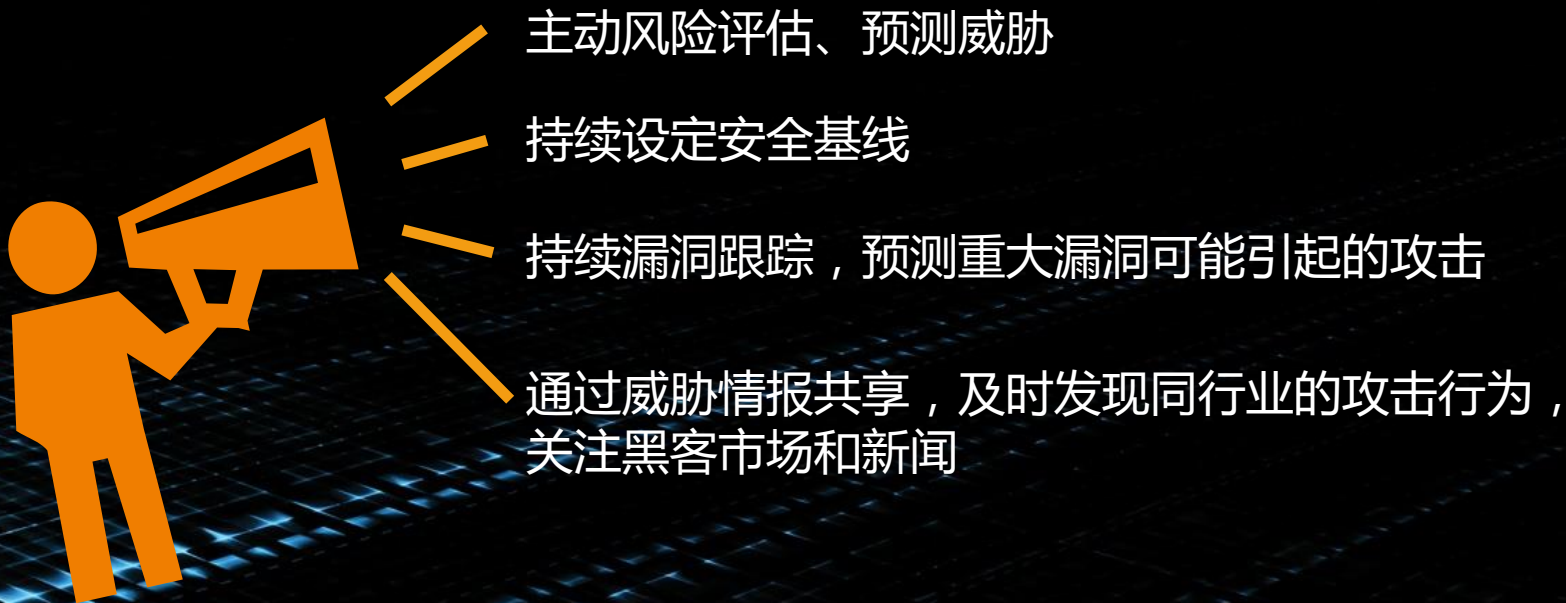 主动风险评估、预测威胁
持续设定安全基线
持续漏洞跟踪，预测重大漏洞可能引起的攻击
通过威胁情报共享，及时发现同行业的攻击行为，
关注黑客市场和新闻